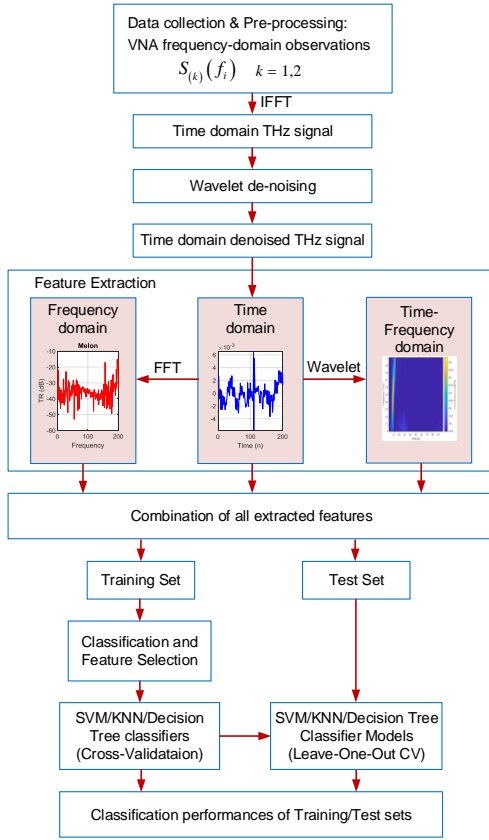 Data collection & Pre-processing:
VNA frequency-domain observations
S(k)(fi) k = 1,2
IFFT
Time domain THz signal
Wavelet de-noising
Time domain denoised THz signal
Feature Extraction
Frequency
domain
Melon
-10
-20
-30
-40
-50
-60
TR (dB)
0
100
200
Frequency
FFT
Time
domain
× 10-3
6
4
2
0
-2
-4
0
100
200
Time (n)
Wavelet
Time-
Frequency
domain
Combination of all extracted features
Training Set
Test Set
Classification and
Feature Selection
SVM/KNN/Decision
Tree classifiers
(Cross-Validataion)
SVM/KNN/Decision Tree
Classifier Models
(Leave-One-Out CV)
Classification performances of Training/Test sets